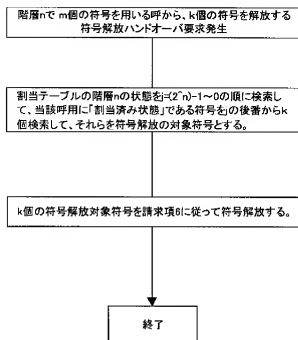 階層nで m個の符号を用いる呼から、k個の符号を解放する
符号解放ハンドオーバ要求発生
割当テーブルの階層nの状態をj=(2^n)-1～0の順に検索し
て、当該呼用に「割当済み状態」である符号をjの後番からk
個検索して、それらを符号解放の対象符号とする。
k個の符号解放対象符号を請求項6に従って符号解放する。
終了